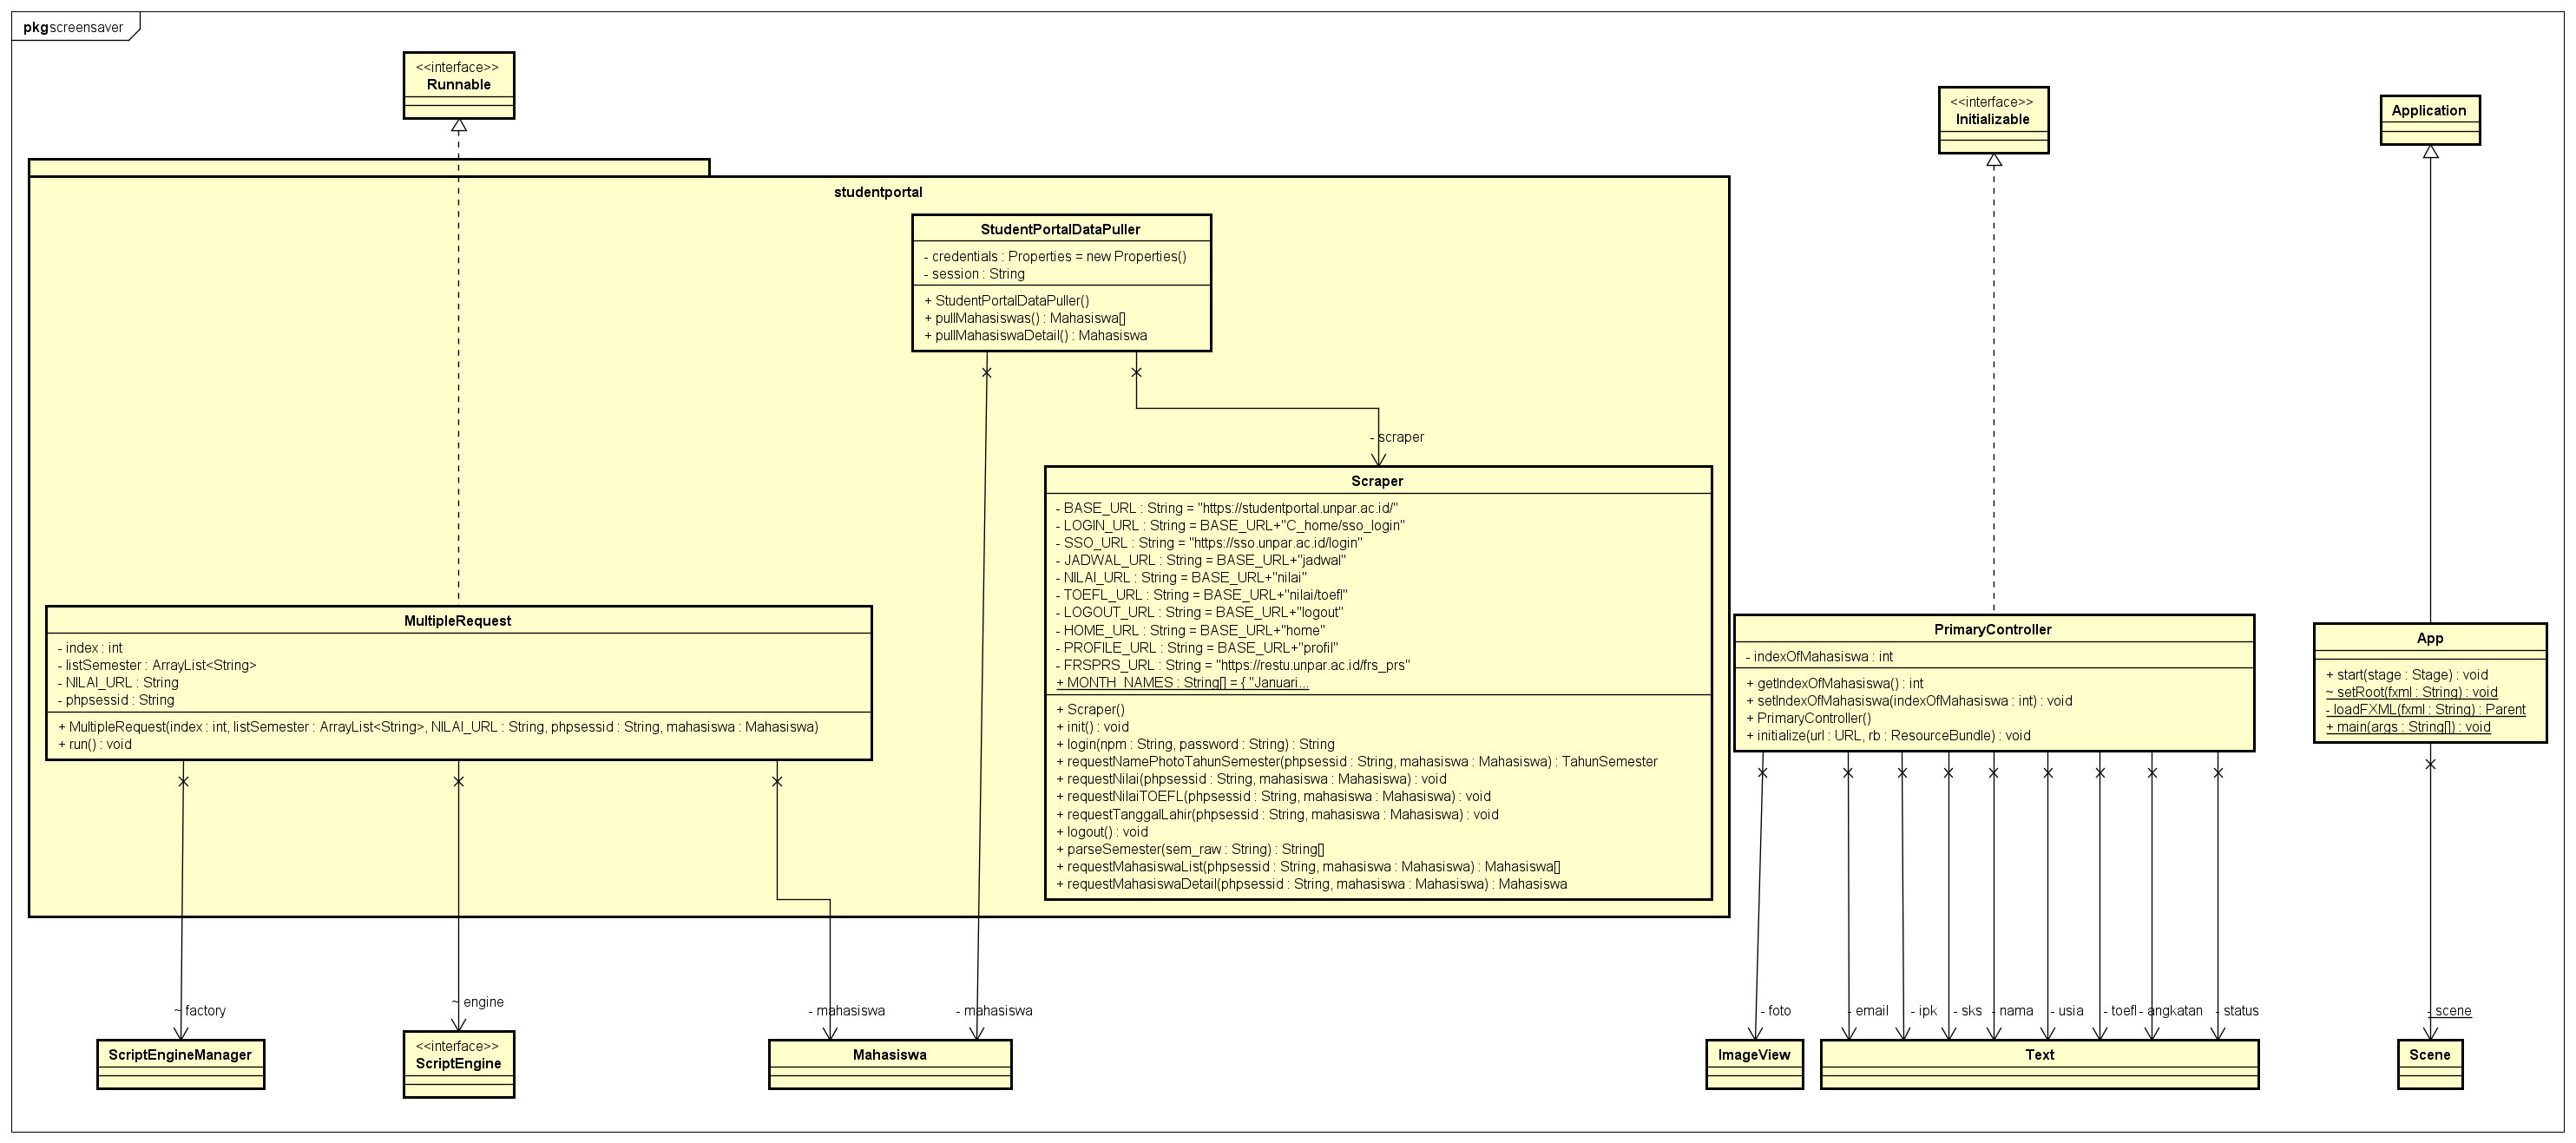 pkg screensaver
<<interface>>
Runnable
<<interface>>
Initializable
Application
studentportal
StudentPortalDataPuller
- credentials : Properties = new Properties()
- session : String
+ StudentPortalDataPuller()
+ pullMahasiswas() : Mahasiswa[]
+ pullMahasiswaDetail() : Mahasiswa
- scraper
Scraper
- BASE_URL : String = "https://studentportal.unpar.ac.id/"
- LOGIN_URL : String = BASE_URL+"C_home/sso_login"
- SSO_URL : String = "https://sso.unpar.ac.id/login"
- JADWAL_URL : String = BASE_URL+"jadwal"
- NILAI_URL : String = BASE_URL+"nilai"
- TOEFL_URL : String = BASE_URL+"nilai/toefl"
- LOGOUT_URL : String = BASE_URL+"logout"
- HOME_URL : String = BASE_URL+"home"
- PROFILE_URL : String = BASE_URL+"profil"
- FRSPRS_URL : String = "https://restu.unpar.ac.id/frs_prs"
+ MONTH_NAMES : String[] = { "Januari...
+ Scraper()
+ init() : void
+ login(npm : String, password : String) : String
+ requestNamePhotoTahunSemester(phpsessid : String, mahasiswa : Mahasiswa) : TahunSemester
+ requestNilai(phpsessid : String, mahasiswa : Mahasiswa) : void
+ requestNilaiTOEFL(phpsessid : String, mahasiswa : Mahasiswa) : void
+ requestTanggalLahir(phpsessid : String, mahasiswa : Mahasiswa) : void
+ logout() : void
+ parseSemester(sem_raw : String) : String[]
+ requestMahasiswaList(phpsessid : String, mahasiswa : Mahasiswa) : Mahasiswa[]
+ requestMahasiswaDetail(phpsessid : String, mahasiswa : Mahasiswa) : Mahasiswa
MultipleRequest
- index : int
- listSemester : ArrayList<String>
- NILAI_URL : String
- phpsessid : String
+ MultipleRequest(index : int, listSemester : ArrayList<String>, NILAI_URL : String, phpsessid : String, mahasiswa : Mahasiswa)
+ run() : void
PrimaryController
- indexOfMahasiswa : int
+ getIndexOfMahasiswa() : int
+ setIndexOfMahasiswa(indexOfMahasiswa : int) : void
+ PrimaryController()
+ initialize(url : URL, rb : ResourceBundle) : void
App
+ start(stage : Stage) : void
~ setRoot(fxml : String) : void
- loadFXML(fxml : String) : Parent
+ main(args : String[]) : void
~ factory
~ engine
- mahasiswa
- mahasiswa
- foto
- email
- ipk
- sks
- nama
- usia
- toefl
- angkatan
- status
- scene
ScriptEngineManager
<<interface>>
ScriptEngine
Mahasiswa
ImageView
Text
Scene